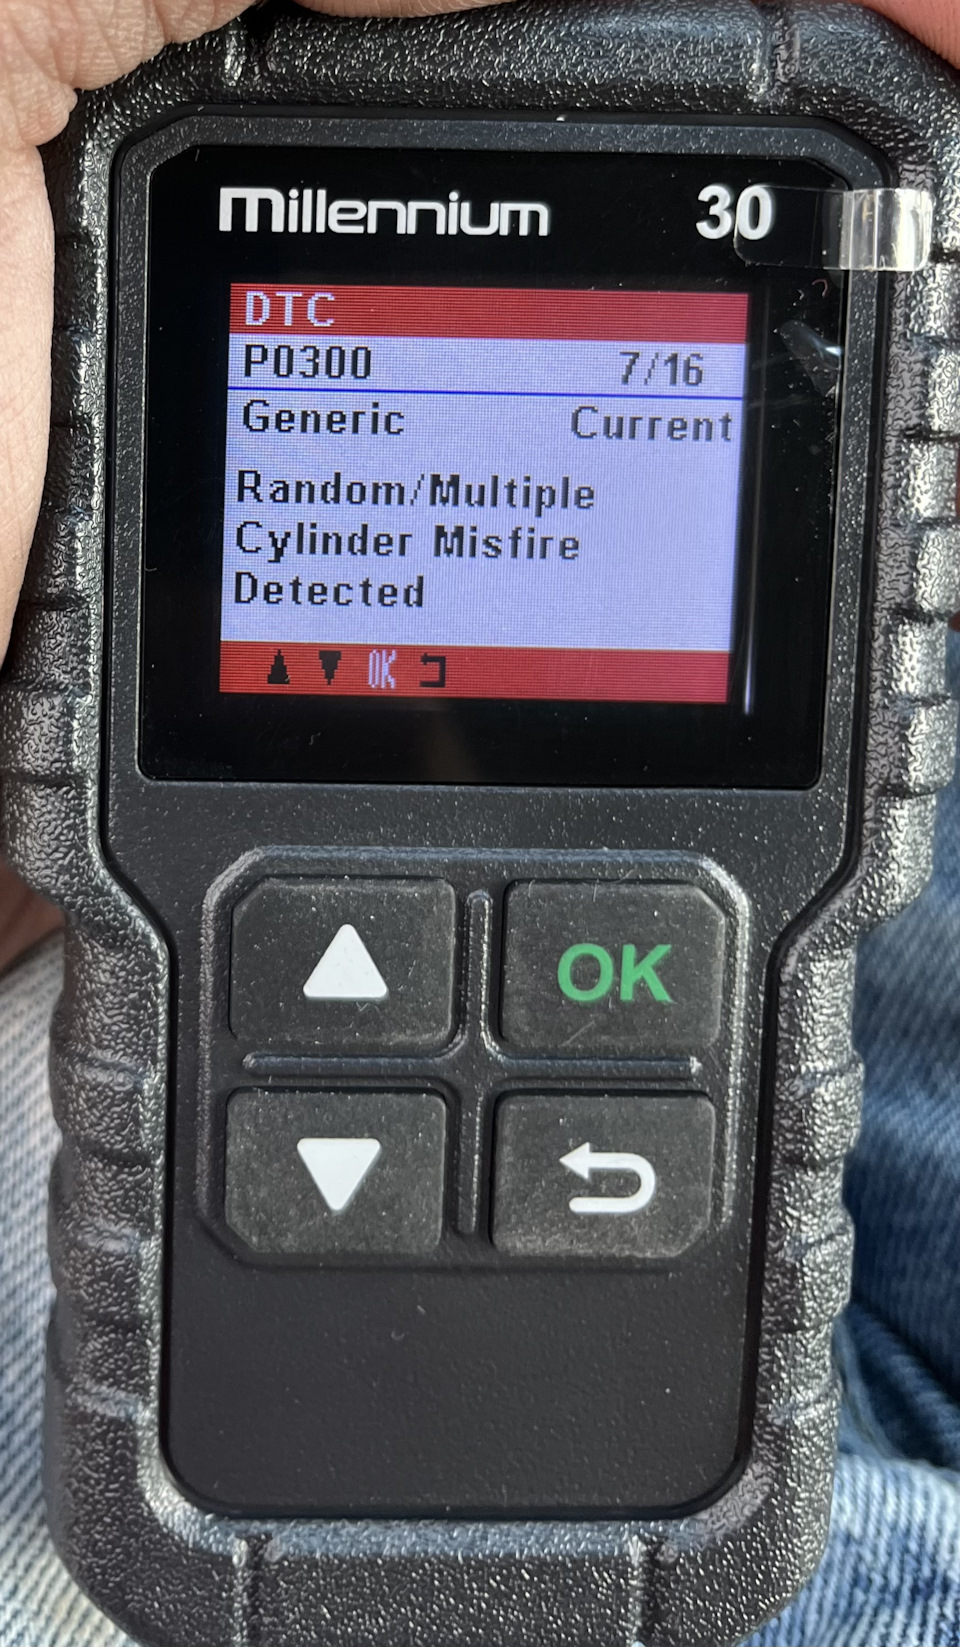 Millennium 30
DTC
P0300 7/16
Generic Current
Random/Multiple
Cylinder Misfire
Detected
OK
OK